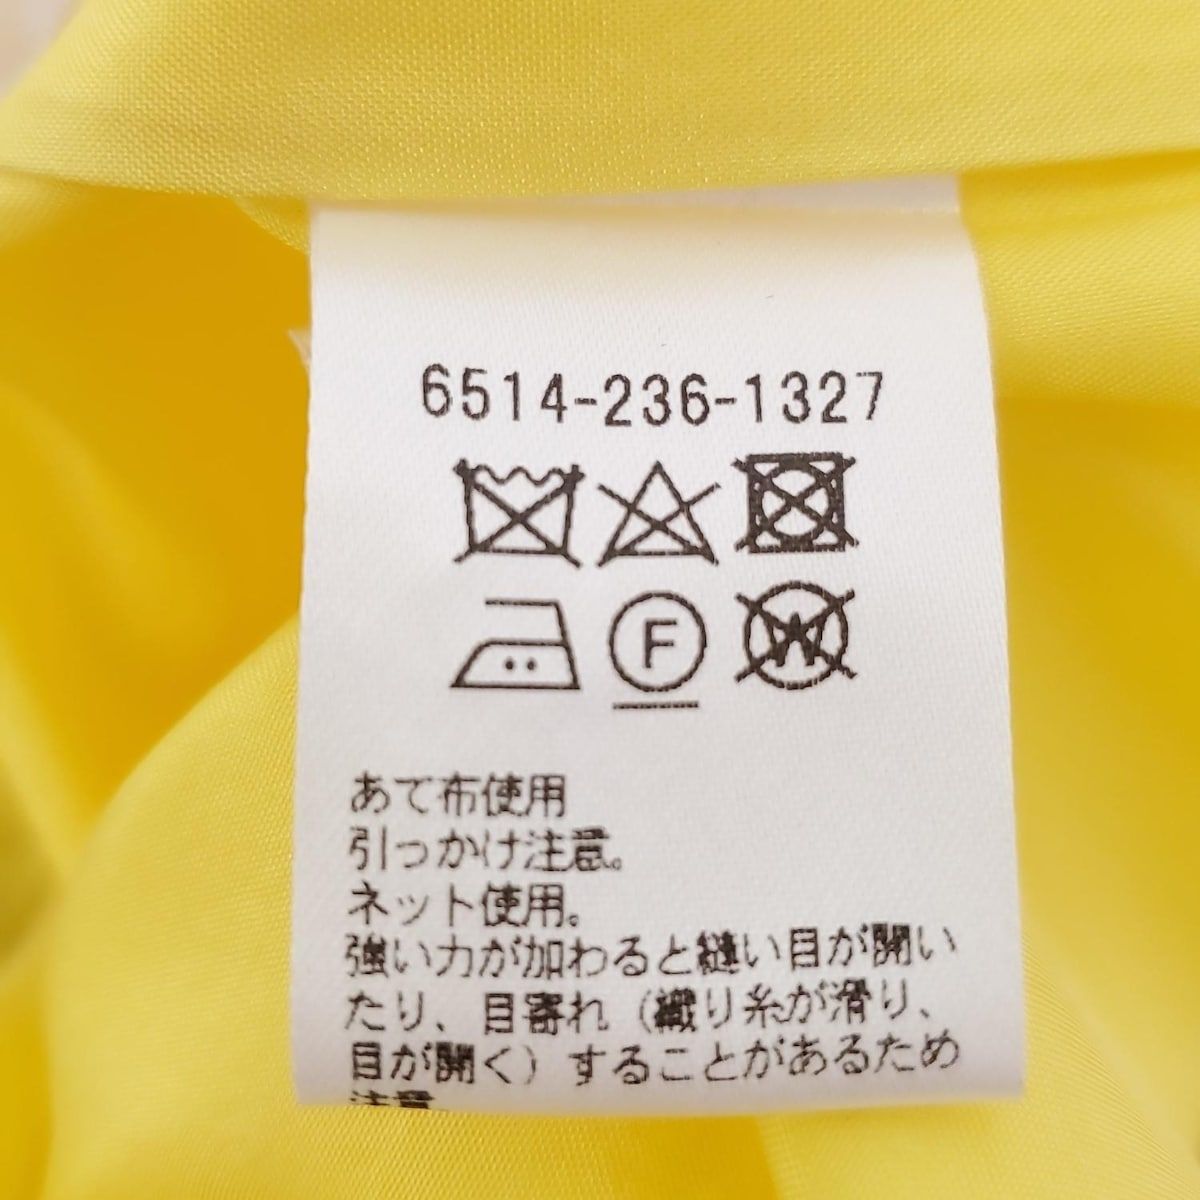 6514-236-1327
F W
あて布使用
引っかけ注意。
ネット使用。
強い力が加わると縫い目が開い
たり、目寄れ（織り糸が滑り、
目が開く）することがあるため
注意